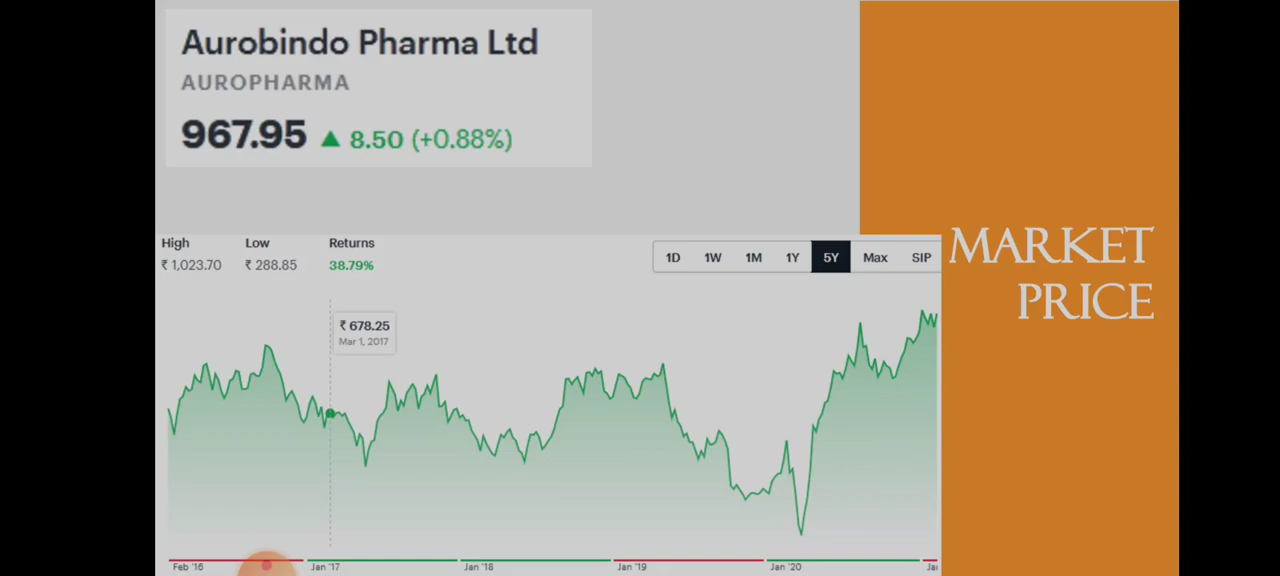 Aurobindo Pharma Ltd
AUROPHARMA
967.95 ▲ 8.50 (+0.88%)
High Low Returns
₹ 1,023.70 ₹ 288.85 38.79%
1D 1W 1M 1Y 5Y Max SIP
MARKET
PRICE
₹ 678.25
Mar 1, 2017
Feb '16 Jan '17 Jan '18 Jan '19 Jan '20